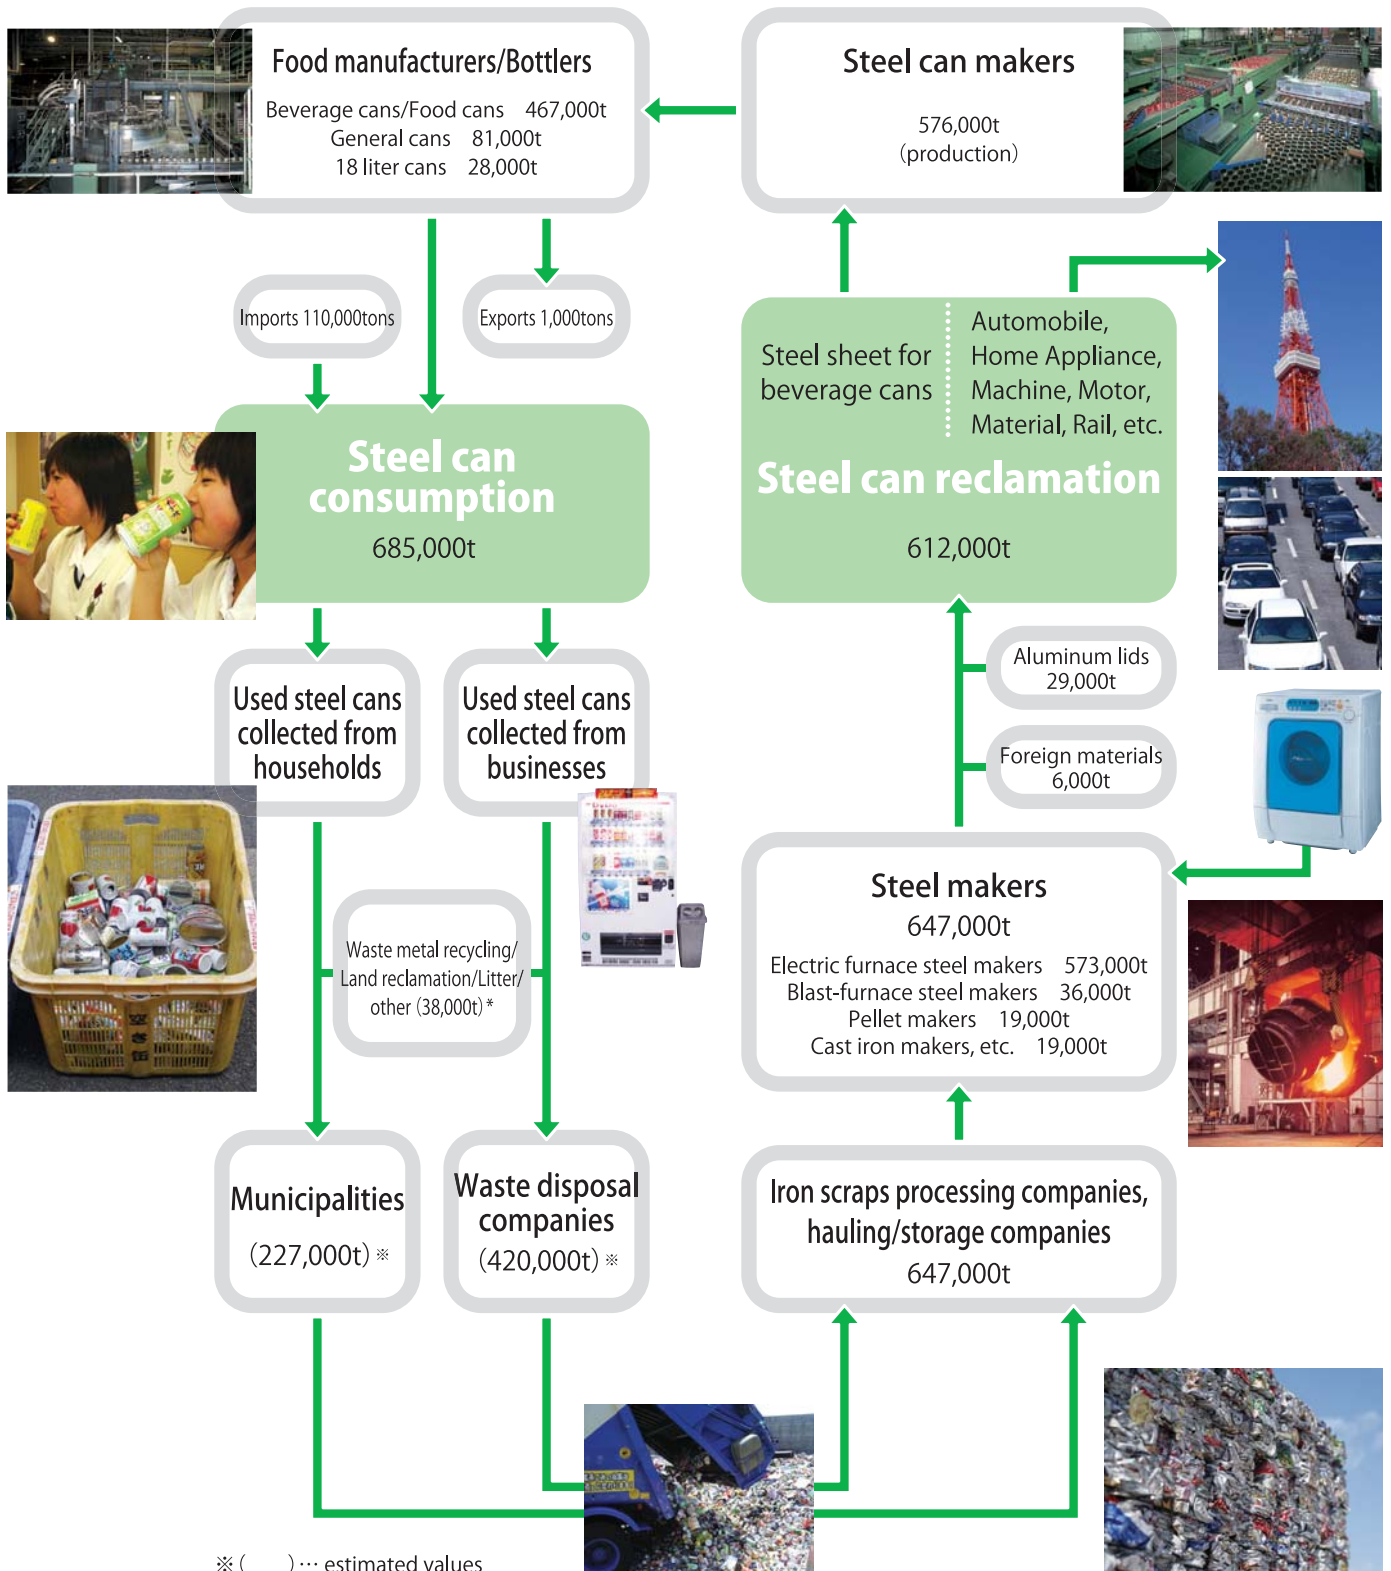 Food manufacturers/Bottlers
Beverage cans/Food cans 467,000t
General cans 81,000t
18 liter cans 28,000t
Steel can makers
576,000t
(production)
Imports 110,000tons
Exports 1,000tons
Steel sheet for
beverage cans
Automobile,
Home Appliance,
Machine, Motor,
Material, Rail, etc.
Steel can
consumption
685,000t
Steel can reclamation
612,000t
Used steel cans
collected from
households
Used steel cans
collected from
businesses
Aluminum lids
29,000t
Foreign materials
6,000t
Waste metal recycling/
Land reclamation/Litter/
other (38,000t)*
Steel makers
647,000t
Electric furnace steel makers 573,000t
Blast-furnace steel makers 36,000t
Pellet makers 19,000t
Cast iron makers, etc. 19,000t
Municipalities
(227,000t)※
Waste disposal
companies
(420,000t)※
Iron scraps processing companies,
hauling/storage companies
647,000t
※( )… estimated values